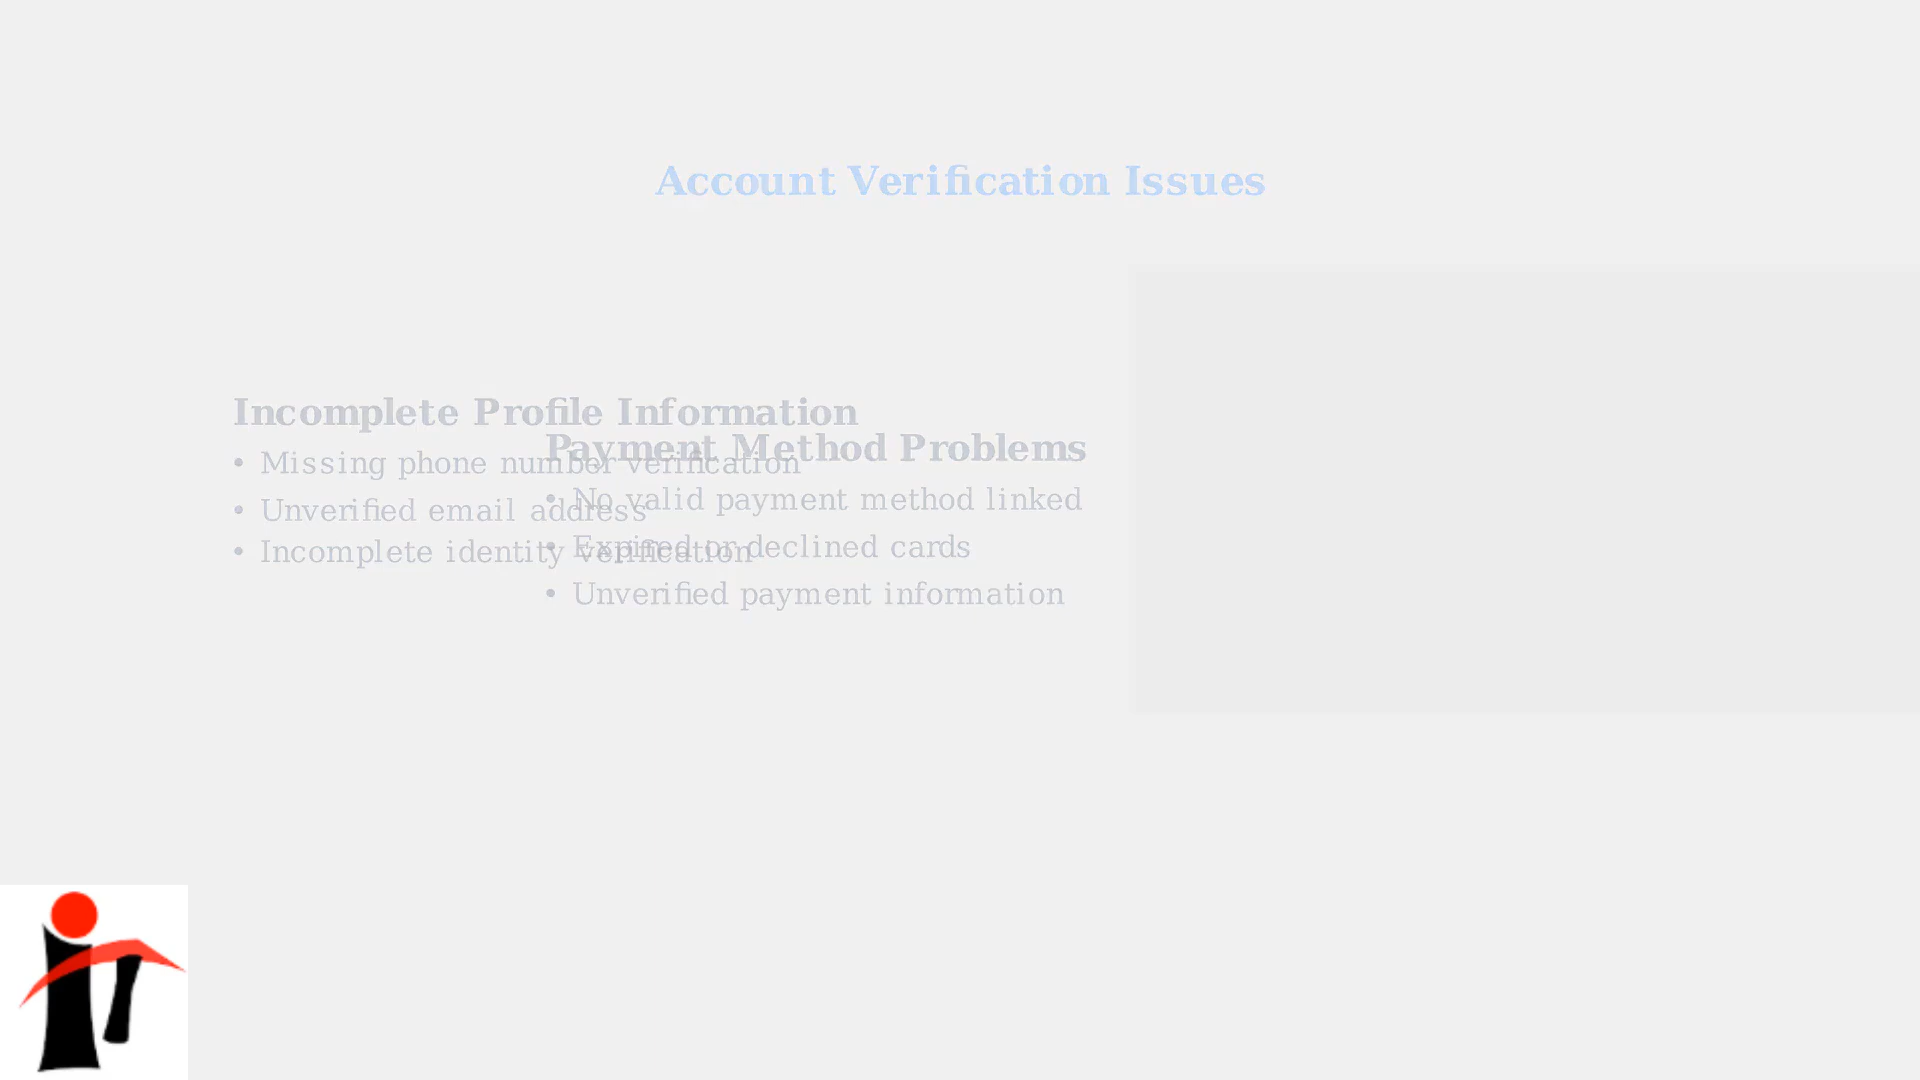 Account Verification Issues
Incomplete Profile Information
• Missing phone number verification
• Unverified email address
• Incomplete identity verification
Payment Method Problems
• No valid payment method linked
• Expired or declined cards
• Unverified payment information